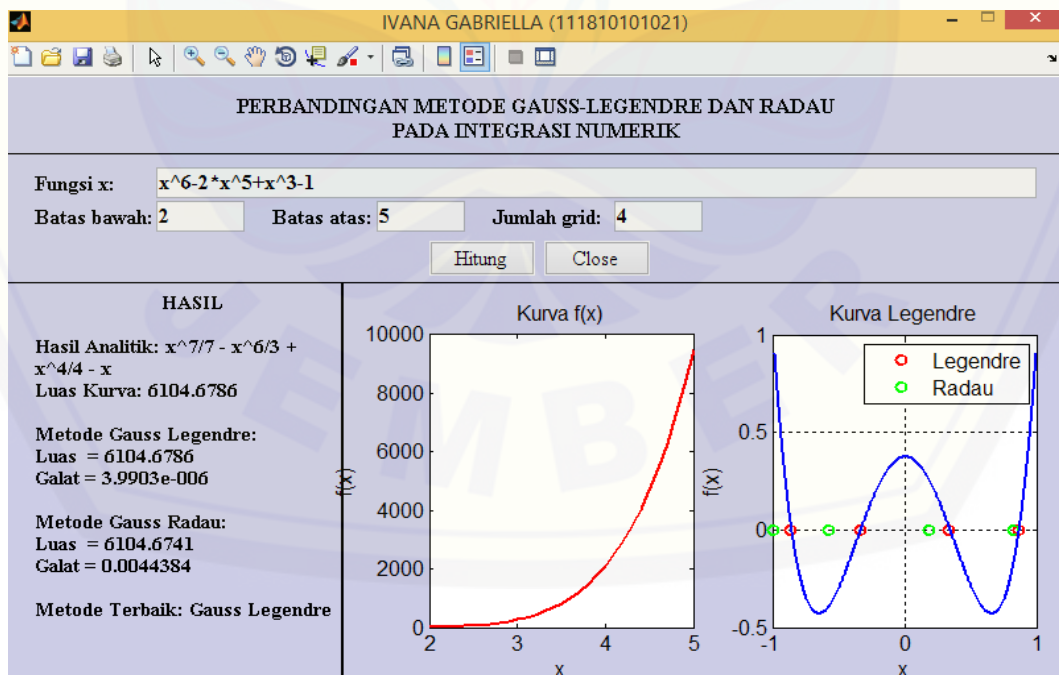 IVANA GABRIELLA (111810101021)
PERBANDINGAN METODE GAUSS-LEGENDRE DAN RADAU
PADA INTEGRASI NUMERIK
Fungsi x: x^6-2*x^5+x^3-1
Batas bawah: 2 Batas atas: 5 Jumlah grid: 4
Hitung Close
HASIL
Hasil Analitik: x^7/7 - x^6/3 +
x^4/4 - x
Luas Kurva: 6104.6786
Metode Gauss Legendre:
Luas = 6104.6786
Galat = 3.9903e-006
Metode Gauss Radau:
Luas = 6104.6741
Galat = 0.0044384
Metode Terbaik: Gauss Legendre
Kurva f(x)
10000
8000
6000
4000
2000
0
2 3 4 5
f(x)
x
Kurva Legendre
Legendre
Radau
1
0.5
0
-0.5
-1 0 1
f(x)
x
JEMBER